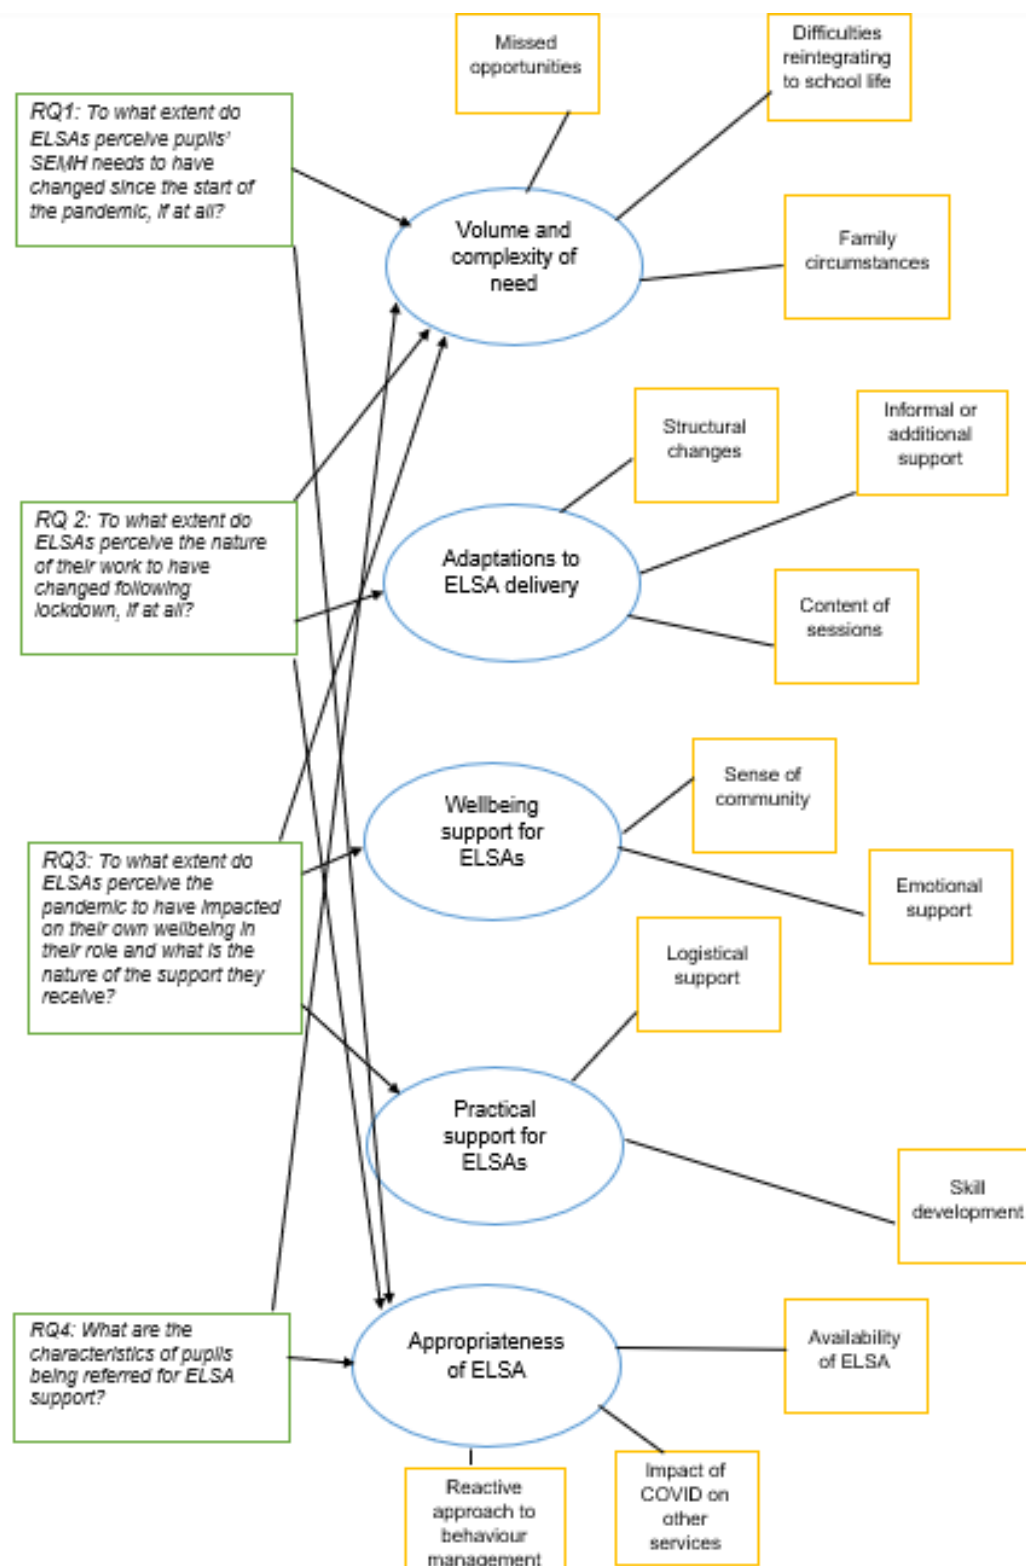 Missed
opportunities
Difficulties
reintegrating
to school life
RQ1: To what extent do
ELSAs perceive pupils'
SEMH needs to have
changed since the start of
the pandemic, if at all?
Volume and
complexity of
need
Family
circumstances
Structural
changes
Informal or
additional
support
RQ 2: To what extent do
ELSAs perceive the nature
of their work to have
changed following
lockdown, if at all?
Adaptations to
ELSA delivery
Content of
sessions
Sense of
community
Wellbeing
support for
ELSAs
RQ3: To what extent do
ELSAs perceive the
pandemic to have impacted
on their own wellbeing in
their role and what is the
nature of the support they
receive?
Emotional
support
Logistical
support
Practical
support for
ELSAs
Skill
development
RQ4: What are the
characteristics of pupils
being referred for ELSA
support?
Appropriateness
of ELSA
Availability
of ELSA
Impact of
COVID on
other
services
Reactive
approach to
behaviour
management